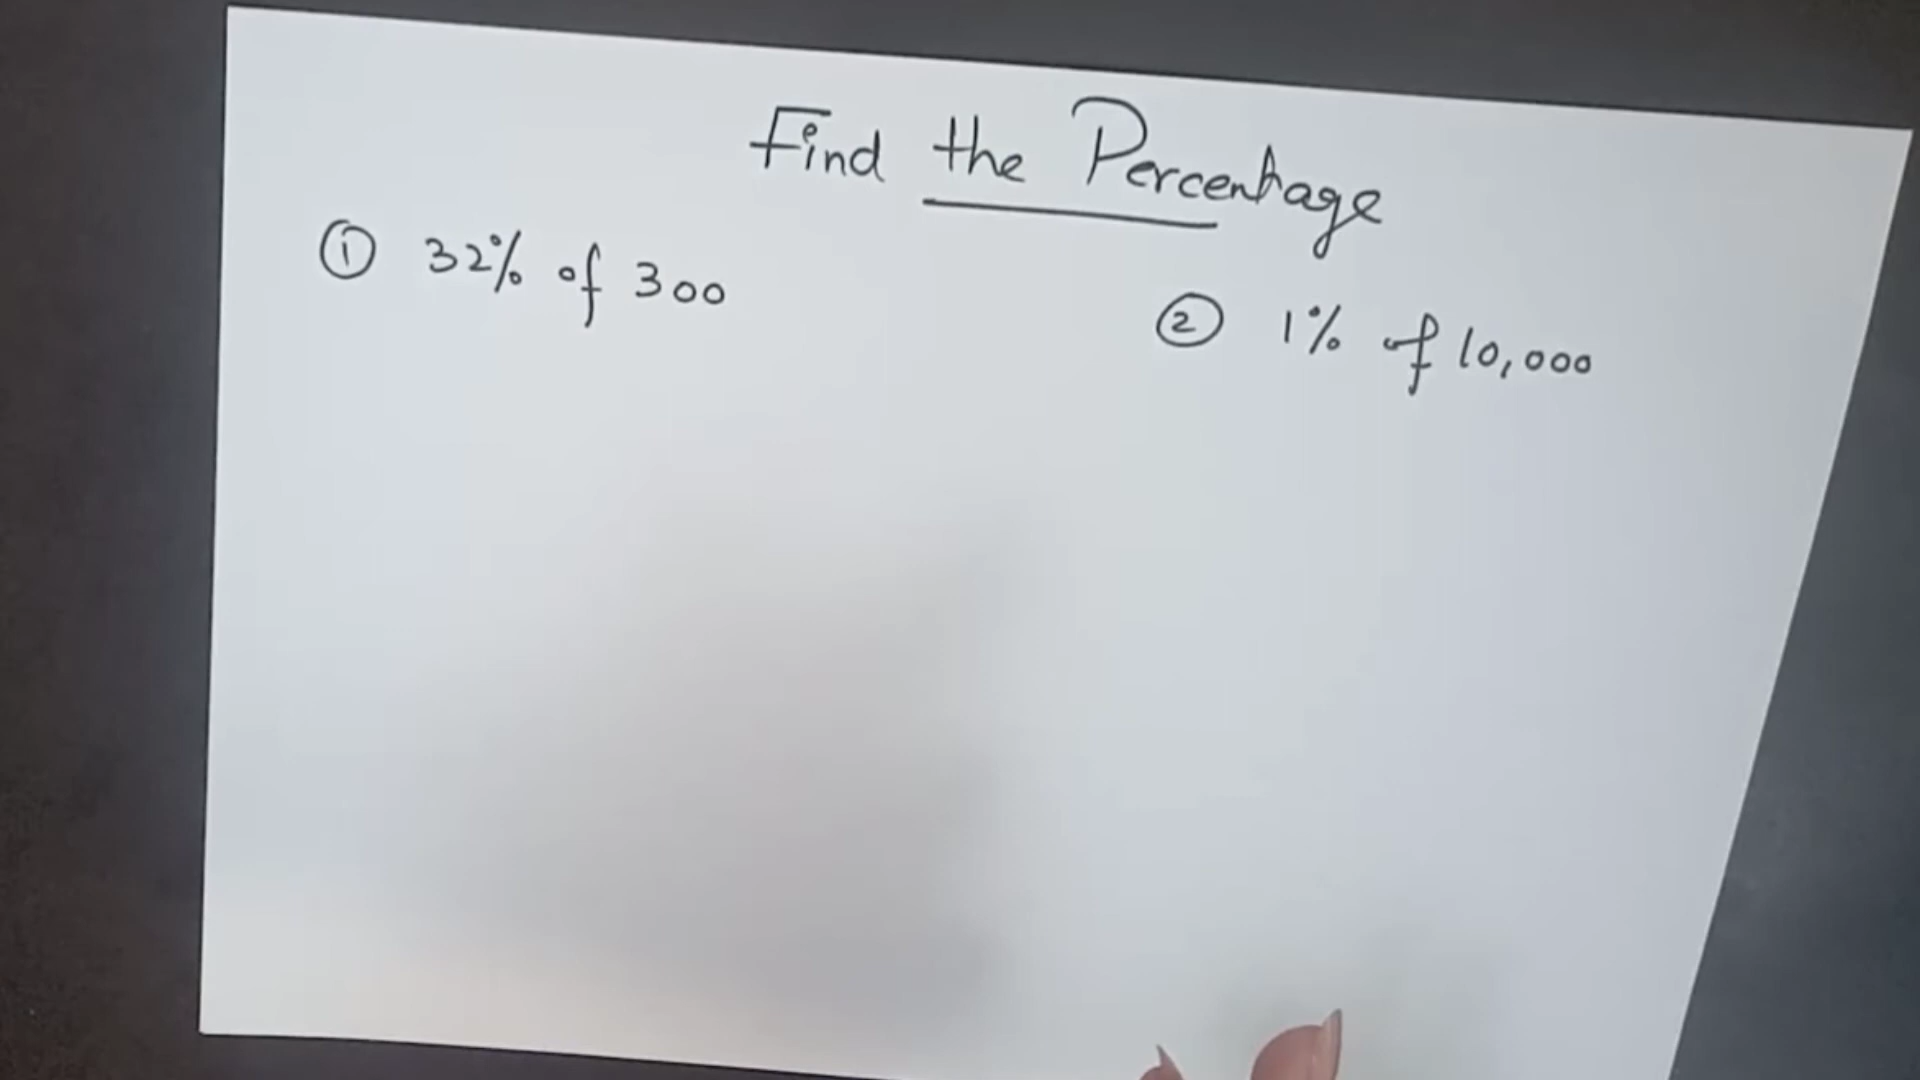 Find the Percentage
① 32% of 300
② 1% of 10,000